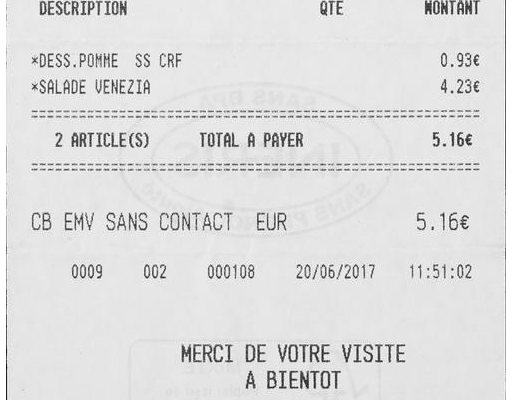 DESCRIPTION QTE MONTANT
*DESS.POMME SS CRF 0.93€
*SALADE VENEZIA 4.23€
2 ARTICLE(S) TOTAL A PAYER 5.16€
CB EMV SANS CONTACT EUR 5.16€
0009 002 000108 20/06/2017 11:51:02
MERCI DE VOTRE VISITE
A BIENTOT